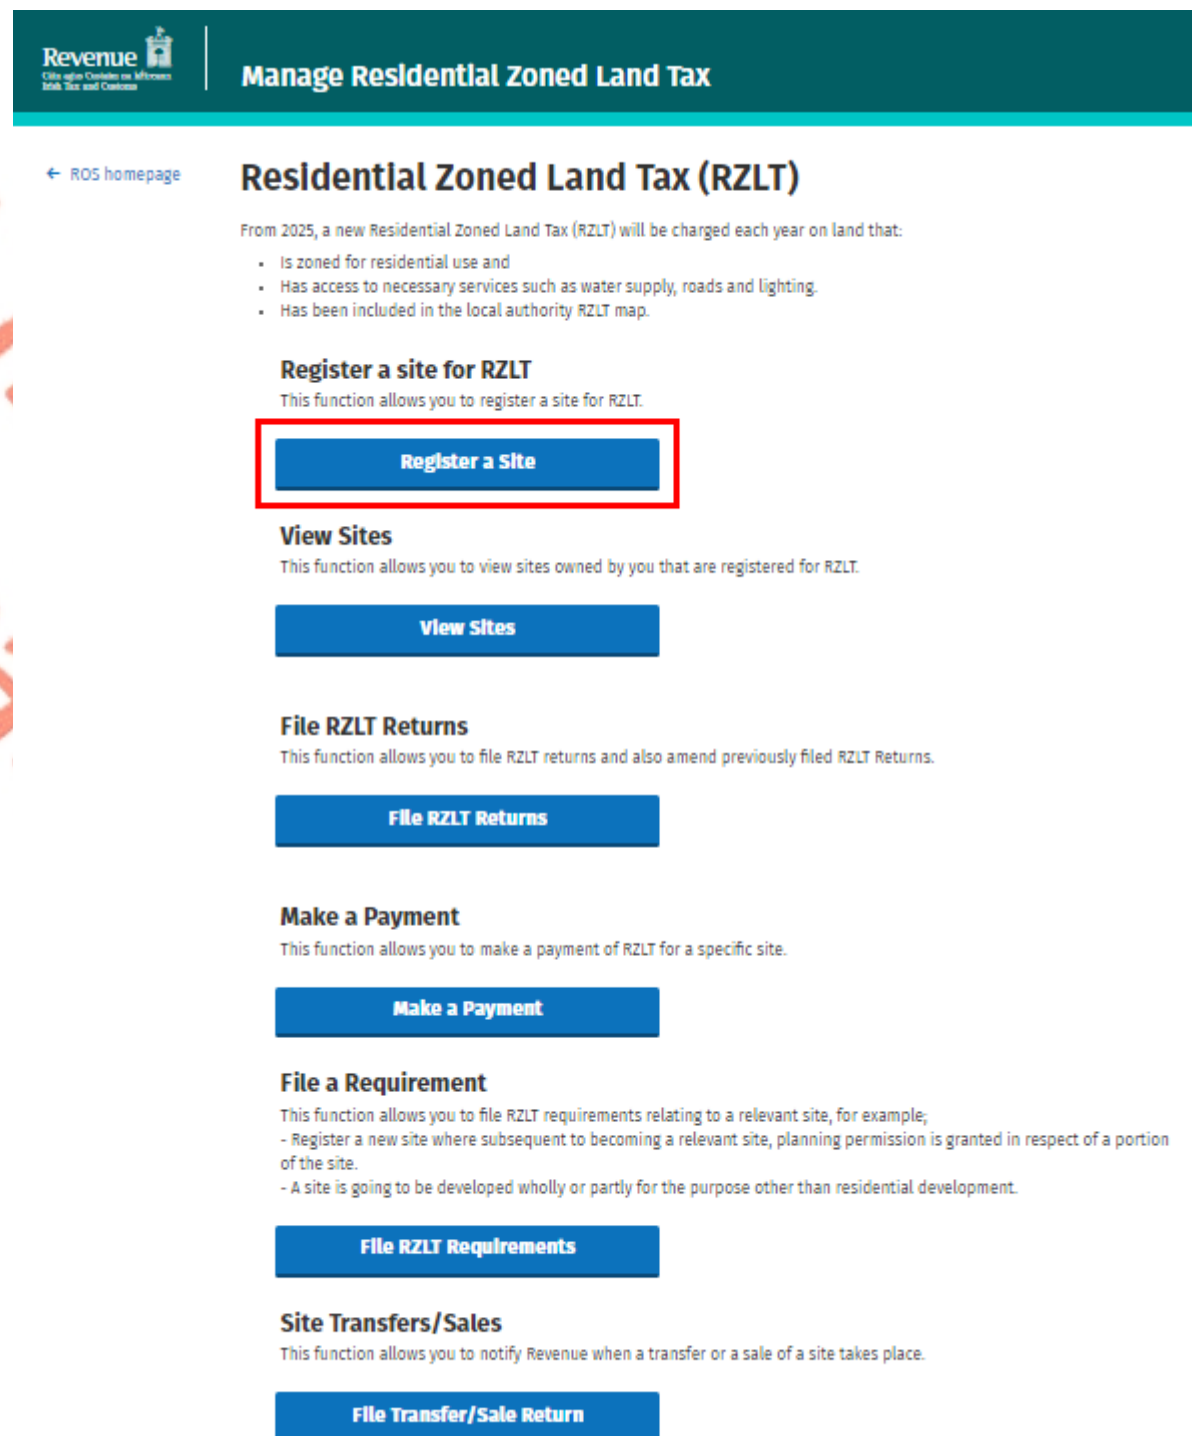 Revenue
Cáin agus Custaim na hÉireann
Irish Tax and Customs
Manage Residential Zoned Land Tax
← ROS homepage
Residential Zoned Land Tax (RZLT)
From 2025, a new Residential Zoned Land Tax (RZLT) will be charged each year on land that:
• Is zoned for residential use and
• Has access to necessary services such as water supply, roads and lighting.
• Has been included in the local authority RZLT map.
Register a site for RZLT
This function allows you to register a site for RZLT.
Register a Site
View Sites
This function allows you to view sites owned by you that are registered for RZLT.
View Sites
File RZLT Returns
This function allows you to file RZLT returns and also amend previously filed RZLT Returns.
File RZLT Returns
Make a Payment
This function allows you to make a payment of RZLT for a specific site.
Make a Payment
File a Requirement
This function allows you to file RZLT requirements relating to a relevant site, for example;
- Register a new site where subsequent to becoming a relevant site, planning permission is granted in respect of a portion
of the site.
- A site is going to be developed wholly or partly for the purpose other than residential development.
File RZLT Requirements
Site Transfers/Sales
This function allows you to notify Revenue when a transfer or a sale of a site takes place.
File Transfer/Sale Return